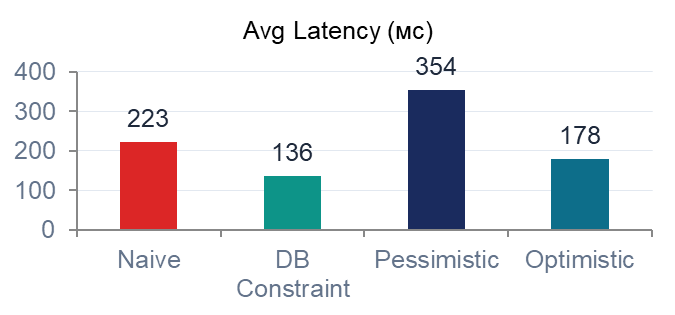 Avg Latency (мс)
400
300
200
100
0
223
136
354
178
Naive
DB
Constraint
Pessimistic
Optimistic